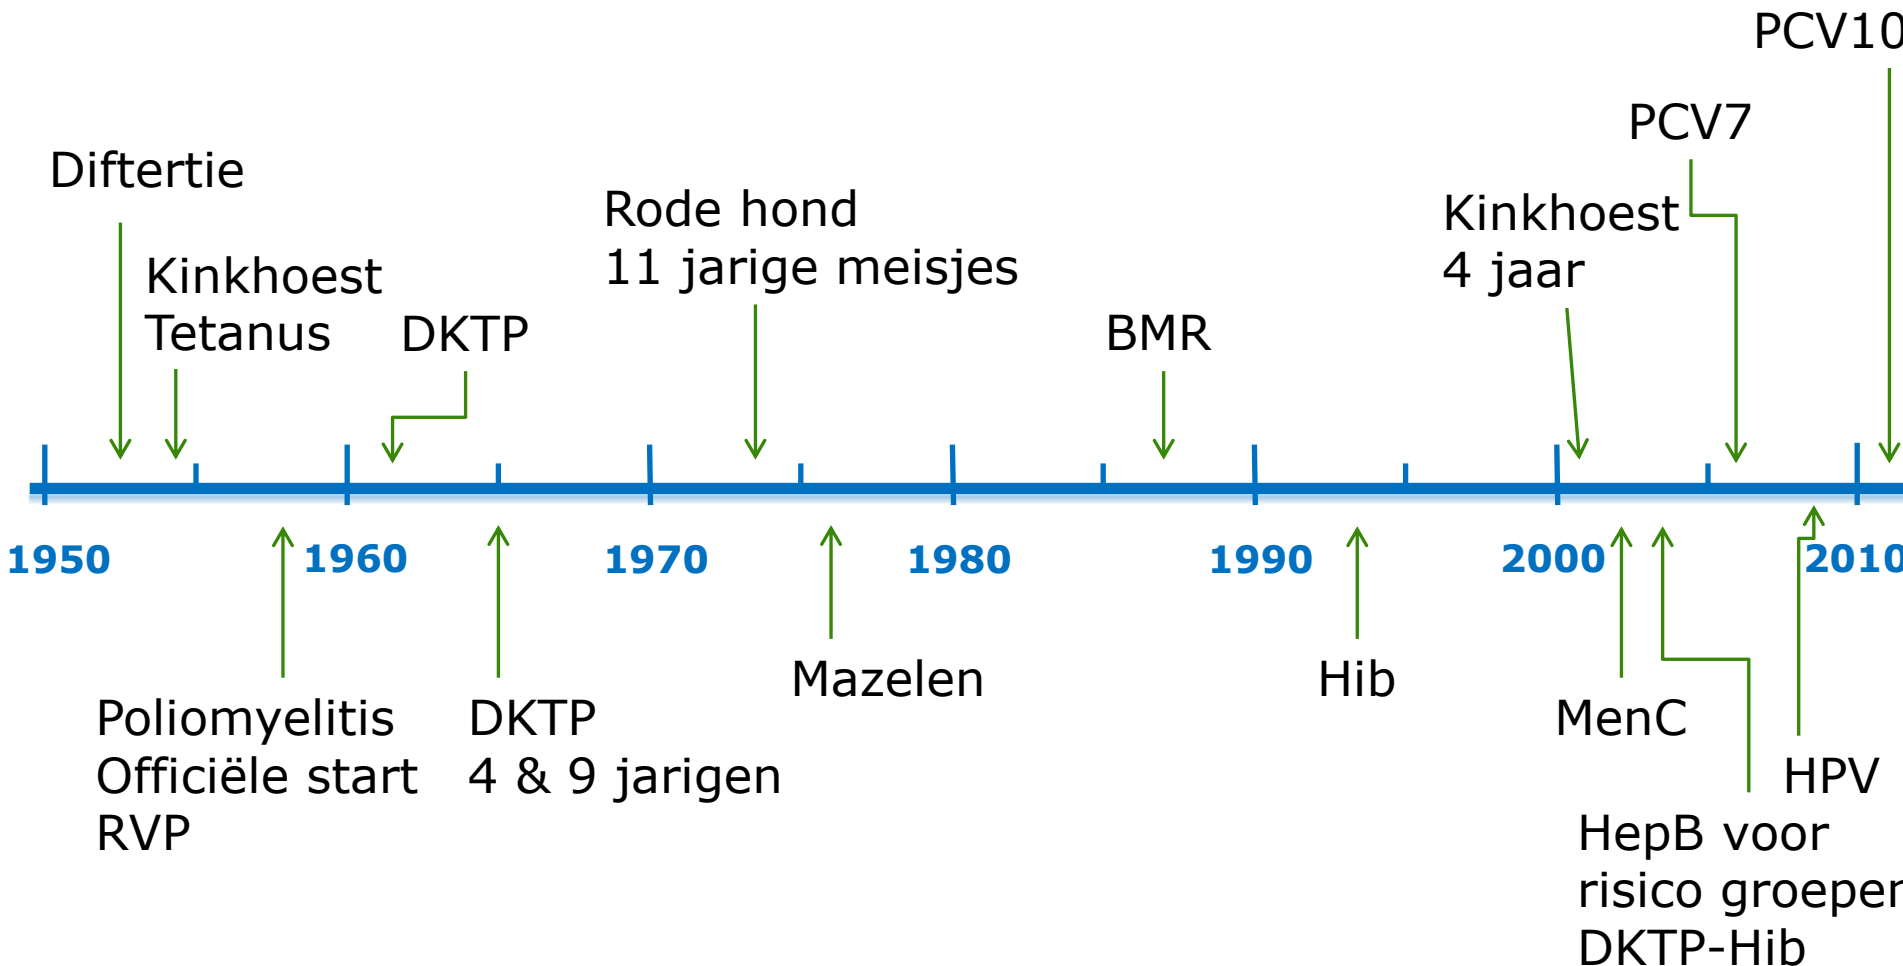 PCV10
PCV7
Diftertie
Rode hond
11 jarige meisjes
Kinkhoest
4 jaar
Kinkhoest
Tetanus
DKTP
BMR
1950
1960
1970
1980
1990
2000
2010
Poliomyelitis
Officiële start
RVP
DKTP
4 & 9 jarigen
Mazelen
Hib
MenC
HPV
HepB voor
risico groepen
DKTP-Hib